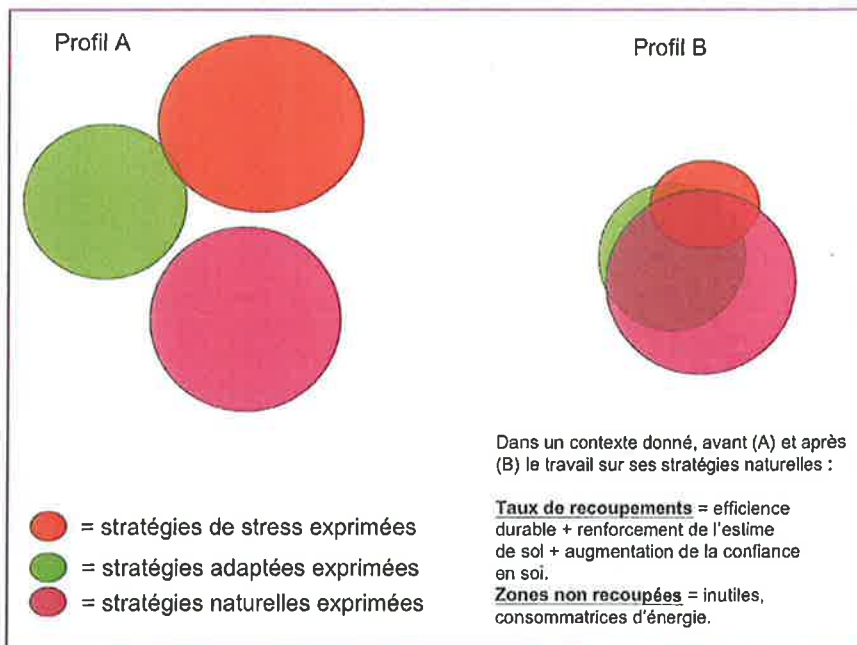 Profil A
Profil B
Dans un contexte donné, avant (A) et après
(B) le travail sur ses stratégies naturelles :
Taux de recoupements = efficience
durable + renforcement de l'estime
de sol + augmentation de la confiance
en soi.
Zones non recoupées = inutiles,
consommatrices d'énergie.
= stratégies de stress exprimées
= stratégies adaptées exprimées
= stratégies naturelles exprimées